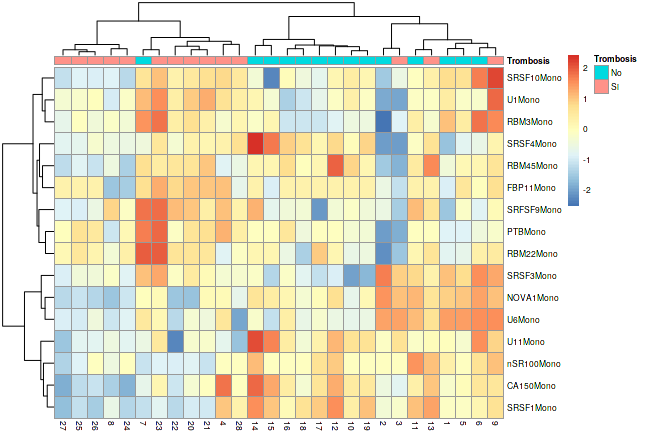 Trombosis
Trombosis
No
SI
2
1
0
-1
-2
SRSF10Mono
U1Mono
RBM3Mono
SRSF4Mono
RBM45Mono
FBP11Mono
SRFSF9Mono
PTBMono
RBM22Mono
SRSF3Mono
NOVA1Mono
U6Mono
U11Mono
nSR100Mono
CA150Mono
SRSF1Mono
27 25 26 8 24 7 23 22 20 21 4 28 14 15 16 18 17 12 10 19 2 3 11 13 1 5 6 9